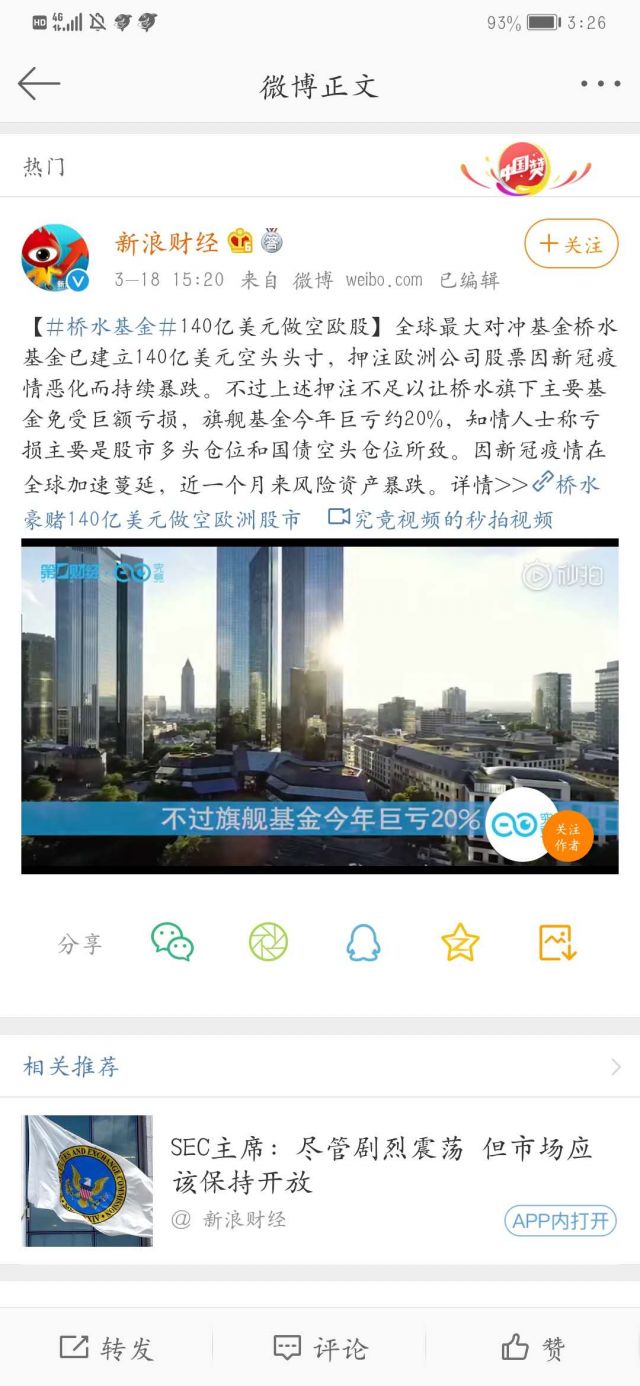 HD 4G 93% 3:26
微博正文
热门
中国赞
新浪财经
+关注
3-18 15:20 来自 微博 weibo.com 已编辑
【#桥水基金#140亿美元做空欧股】全球最大对冲基金桥水
基金已建立140亿美元空头头寸，押注欧洲公司股票因新冠疫
情恶化而持续暴跌。不过上述押注不足以让桥水旗下主要基
金免受巨额亏损，旗舰基金今年巨亏约20%，知情人士称亏
损主要是股市多头仓位和国债空头仓位所致。因新冠疫情在
全球加速蔓延，近一个月来风险资产暴跌。详情>>桥水
豪赌140亿美元做空欧洲股市 究竟视频的秒拍视频
第一财经 究竟
秒拍
不过旗舰基金今年巨亏20%
关注
作者
分享
相关推荐
SEC主席：尽管剧烈震荡 但市场应
该保持开放
@ 新浪财经
APP内打开
转发 评论 赞